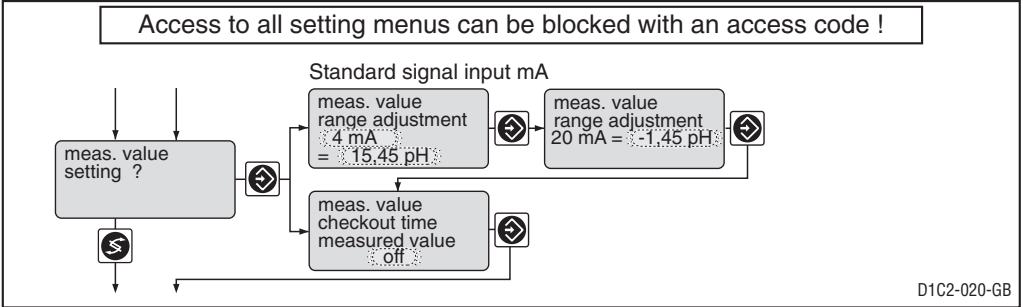 Access to all setting menus can be blocked with an access code !
Standard signal input mA
meas. value
range adjustment
4 mA
= 15,45 pH
meas. value
range adjustment
20 mA = -1,45 pH
meas. value
setting ?
meas. value
checkout time
measured value
off
D1C2-020-GB